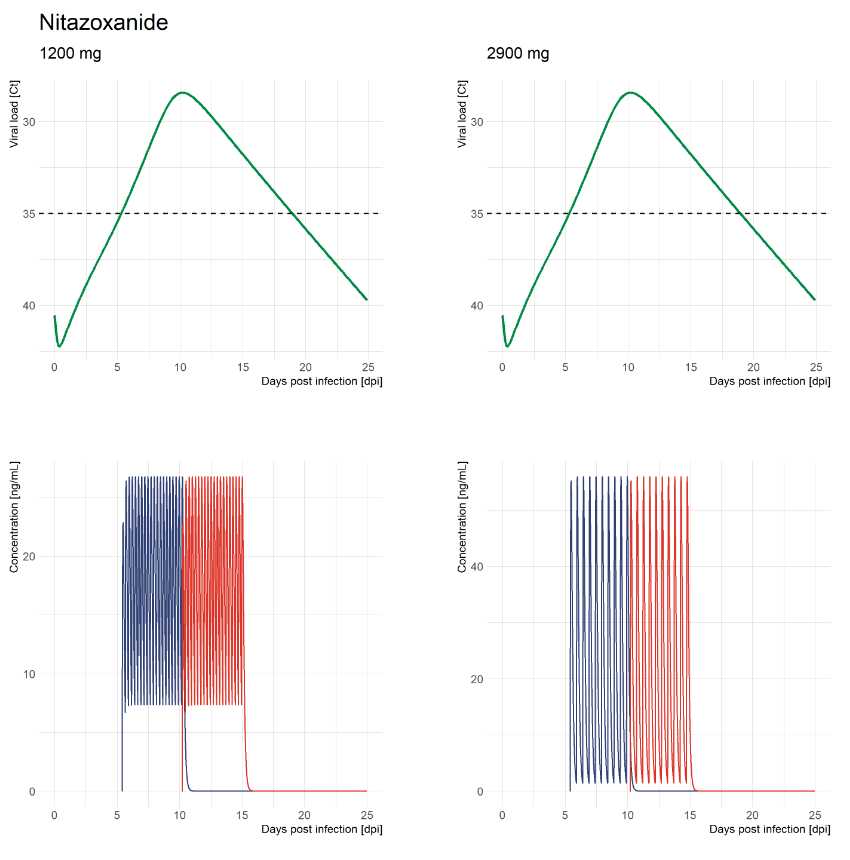 Nitazoxanide
1200 mg
2900 mg
Viral load [Ct]
30
35
40
0 5 10 15 20 25
Days post infection [dpi]
Viral load [Ct]
30
35
40
0 5 10 15 20 25
Days post infection [dpi]
Concentration [ng/mL]
20
10
0
0 5 10 15 20 25
Days post infection [dpi]
Concentration [ng/mL]
40
20
0
0 5 10 15 20 25
Days post infection [dpi]